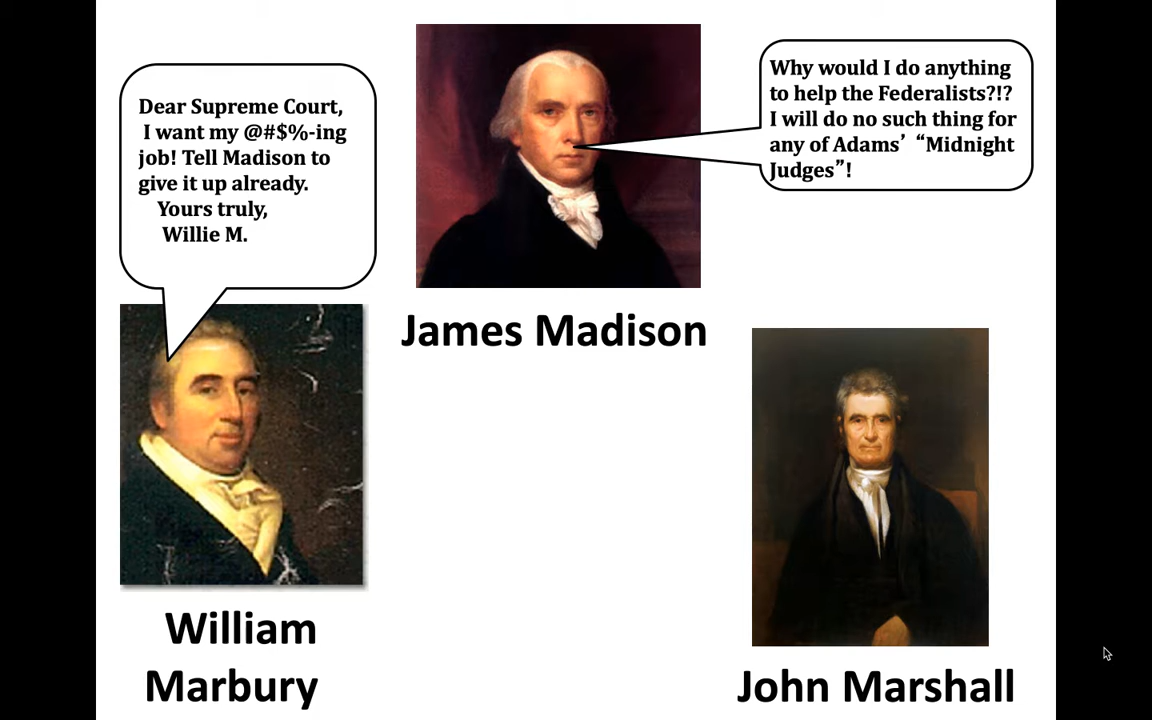 Dear Supreme Court,
I want my @#$%-ing
job! Tell Madison to
give it up already.
Yours truly,
Willie M.
Why would I do anything
to help the Federalists?!?
I will do no such thing for
any of Adams’ “Midnight
Judges”!
James Madison
William
Marbury
John Marshall